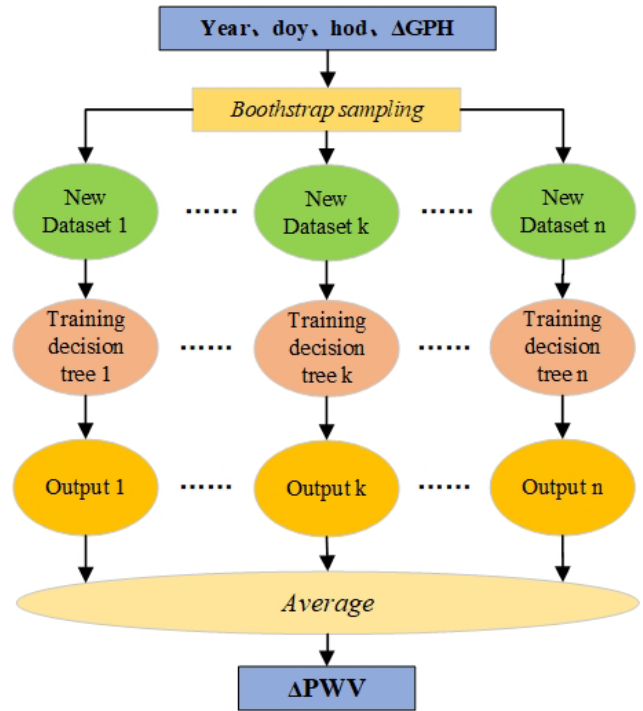 Year、doy、hod、ΔGPH
Boothstrap sampling
New
Dataset 1
······
New
Dataset k
······
New
Dataset n
Training
decision
tree 1
······
Training
decision
tree k
······
Training
decision
tree n
Output 1
······
Output k
······
Output n
Average
ΔPWV